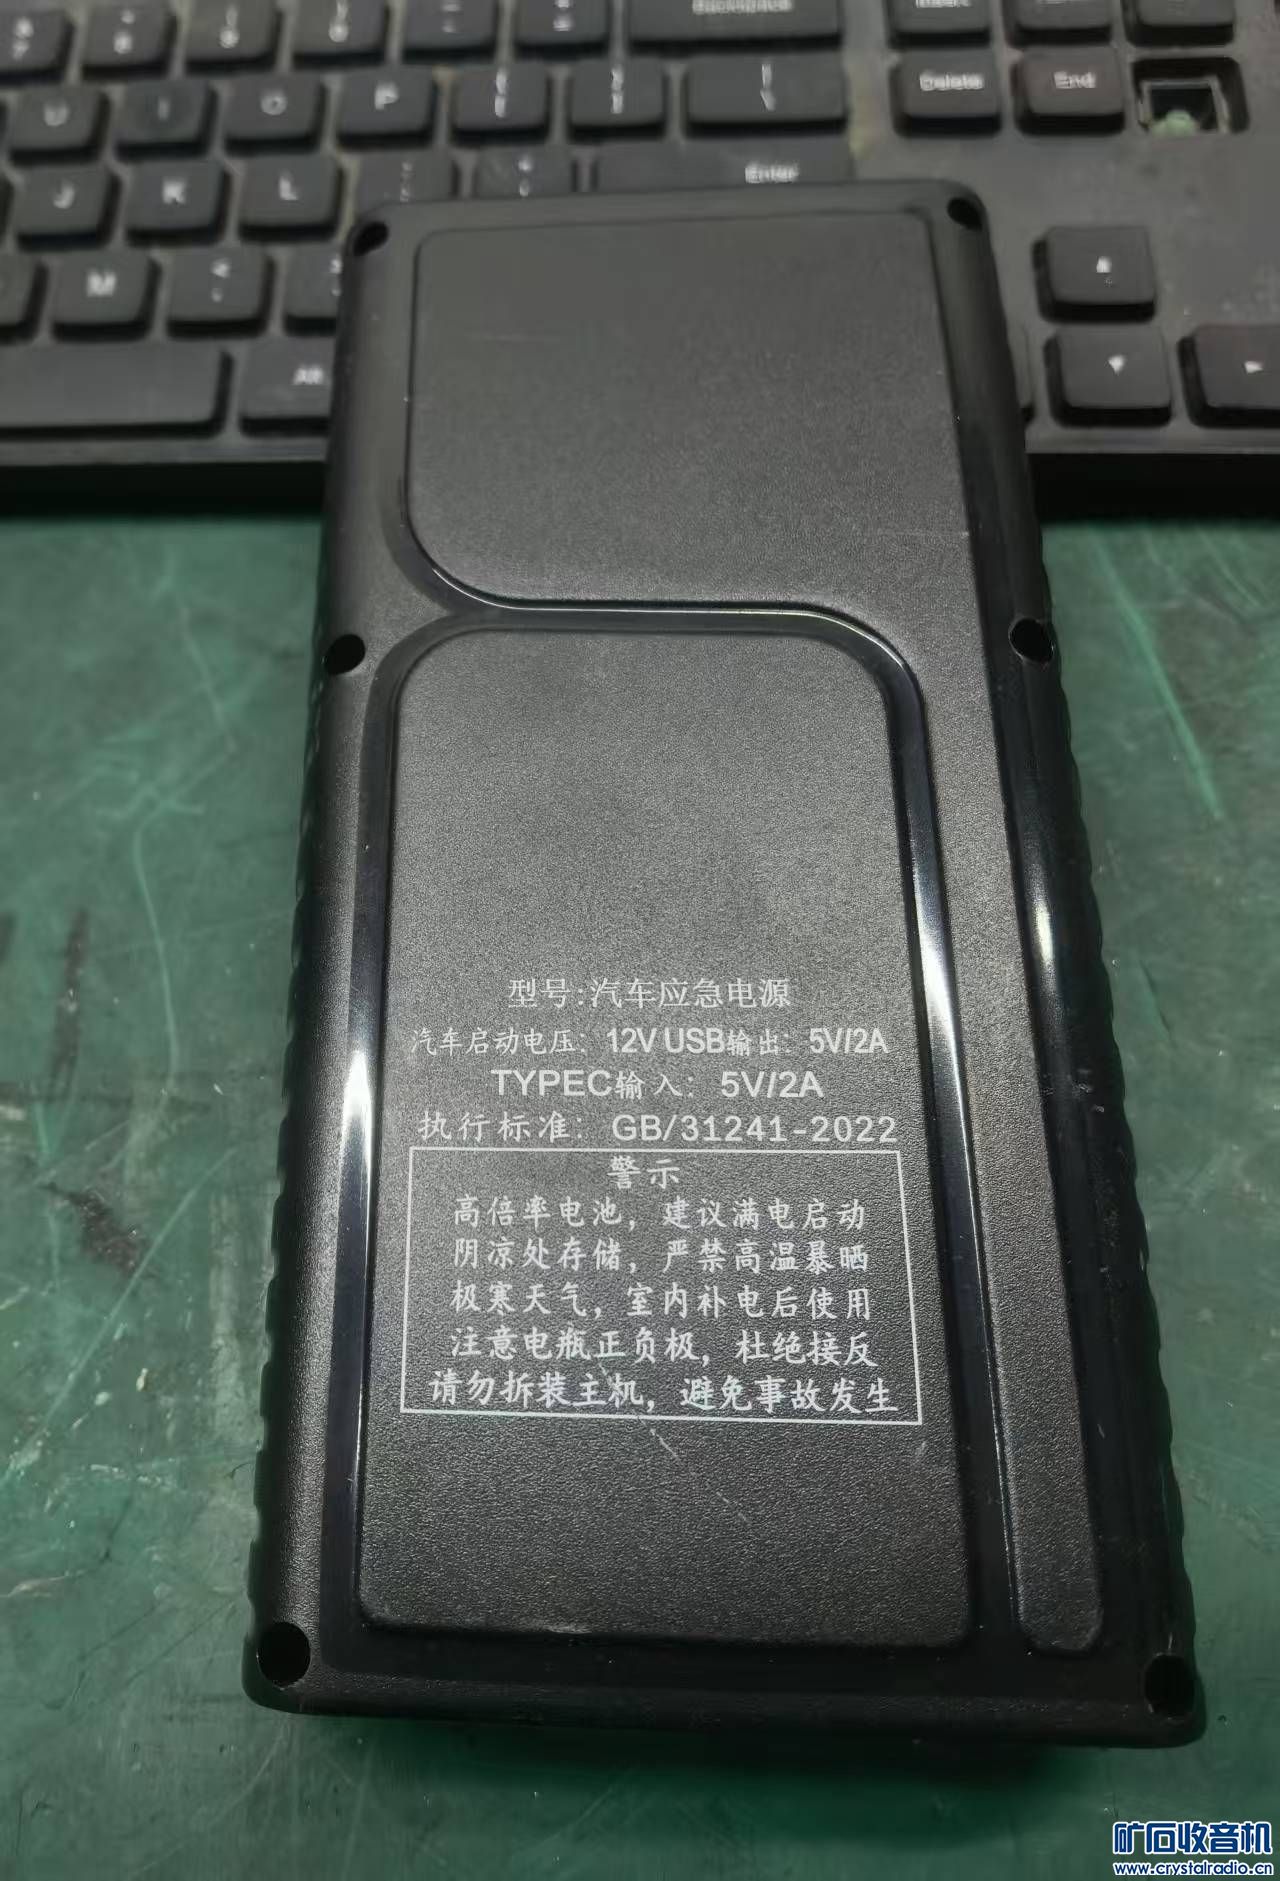 Backspace
Delete
End
U
I
O
P
J
K
L
Enter
M
Alt
型号:汽车应急电源
汽车启动电压：12V USB输出：5V/2A
TYPEC输入：5V/2A
执行标准：GB/31241-2022
警示
高倍率电池，建议满电启动
阴凉处存储，严禁高温暴晒
极寒天气，室内补电后使用
注意电瓶正负极，杜绝接反
请勿拆装主机，避免事故发生
矿石收音机
www.crystalradio.cn